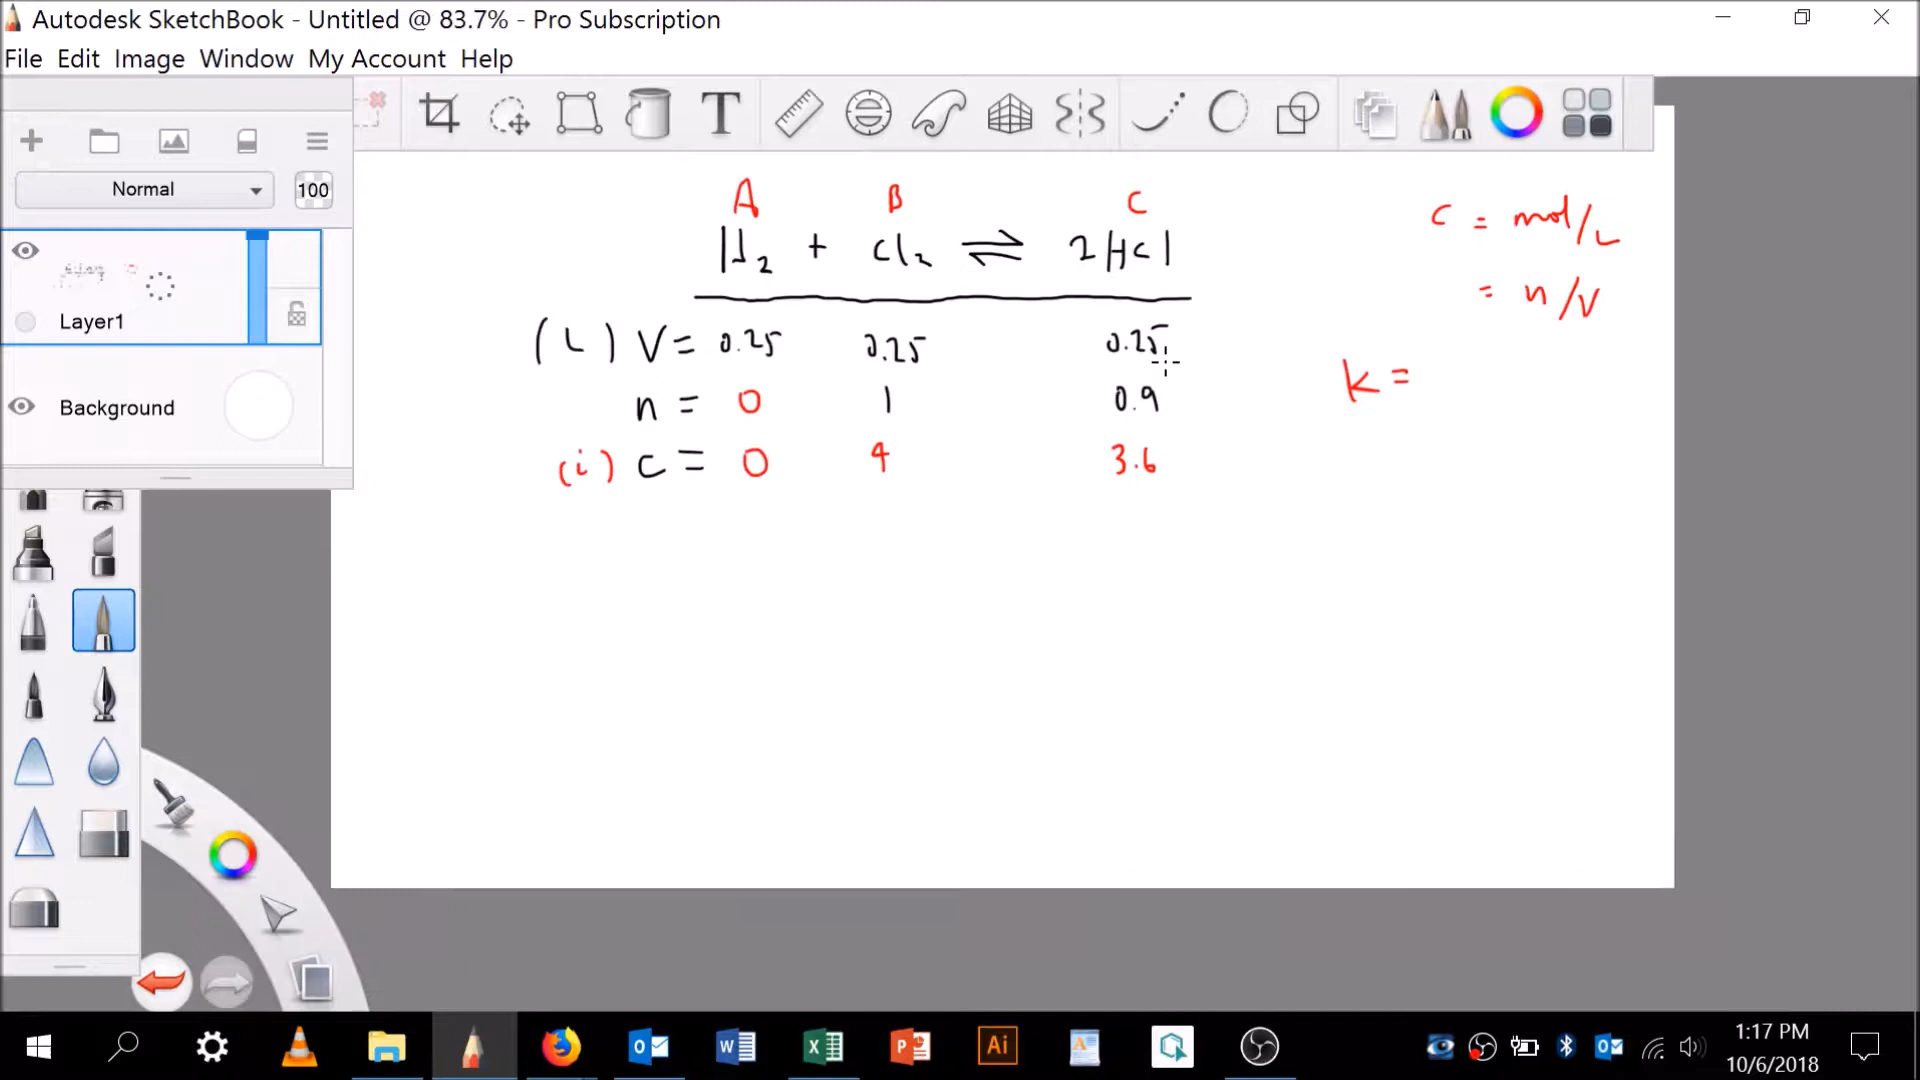 Autodesk SketchBook - Untitled @ 83.7% - Pro Subscription
File Edit Image Window My Account Help
Normal 100
Layer1
Background
A B C
H2 + Cl2 ⇌ 2HCl
(L) V = 0.25 0.25 0.25
n = 0 1 0.9
(i) C = 0 4 3.6
C = mol/L
= n/V
K =
1:17 PM
10/6/2018